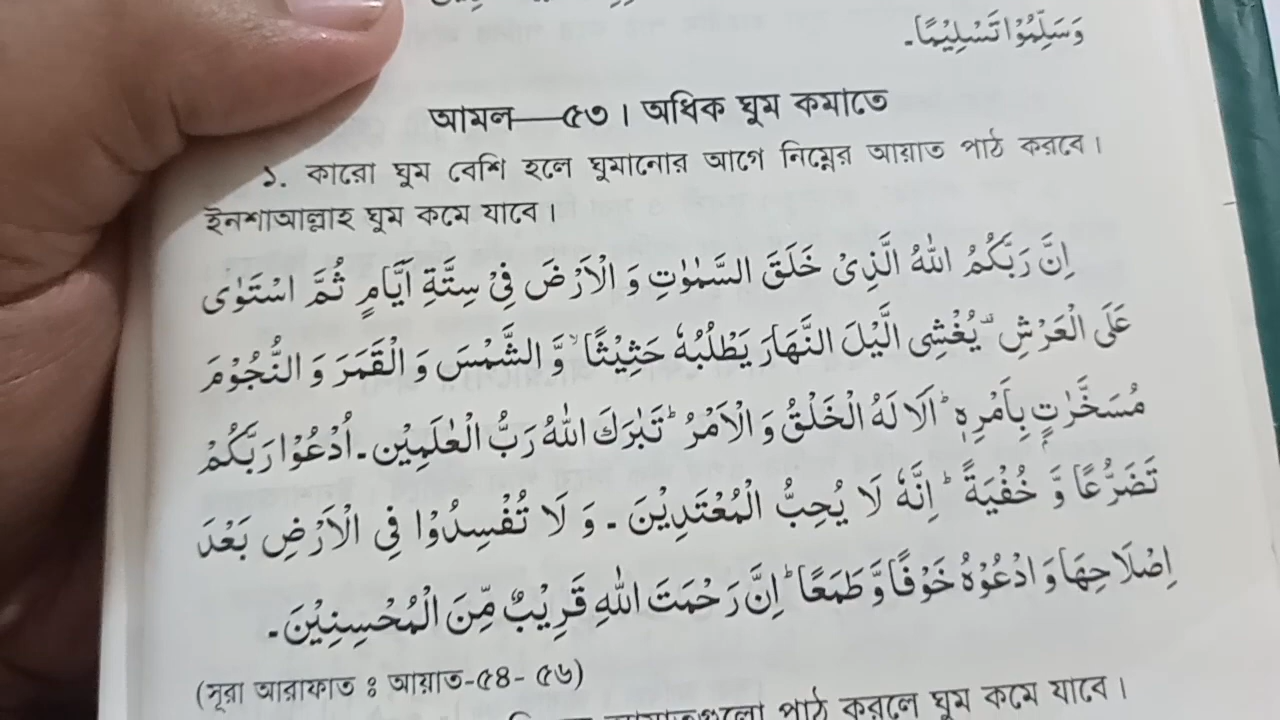 وَسَلِّمُوْا تَسْلِيْمًا۔
আমল—৫৩। অধিক ঘুম কমাতে
১. কারো ঘুম বেশি হলে ঘুমানোর আগে নিম্নের আয়াত পাঠ করবে।
ইনশাআল্লাহ ঘুম কমে যাবে।
اِنَّ رَبَّكُمُ اللّٰهُ الَّذِىْ خَلَقَ السَّمٰوٰتِ وَ الْاَرْضَ فِىْ سِتَّةِ اَيَّامٍ ثُمَّ اسْتَوٰى
عَلَى الْعَرْشِ ۫ يُغْشِى الَّيْلَ النَّهَارَ يَطْلُبُهٗ حَثِيْثًا ۙ وَّ الشَّمْسَ وَ الْقَمَرَ وَ النُّجُوْمَ
مُسَخَّرٰتٍۭ بِاَمْرِهٖ ؕ اَلَا لَهُ الْخَلْقُ وَ الْاَمْرُ ؕ تَبٰرَكَ اللّٰهُ رَبُّ الْعٰلَمِيْن۔ اُدْعُوْا رَبَّكُمْ
تَضَرُّعًا وَّ خُفْيَةً ؕ اِنَّهٗ لَا يُحِبُّ الْمُعْتَدِيْنَ ۔ وَ لَا تُفْسِدُوْا فِى الْاَرْضِ بَعْدَ
اِصْلَاحِهَا وَ ادْعُوْهُ خَوْفًا وَّ طَمَعًا ؕ اِنَّ رَحْمَتَ اللّٰهِ قَرِيْبٌ مِّنَ الْمُحْسِنِيْنَ۔
(সূরা আরাফাত ঃ আয়াত-৫৪- ৫৬)
পাঠ করলে ঘুম কমে যাবে।